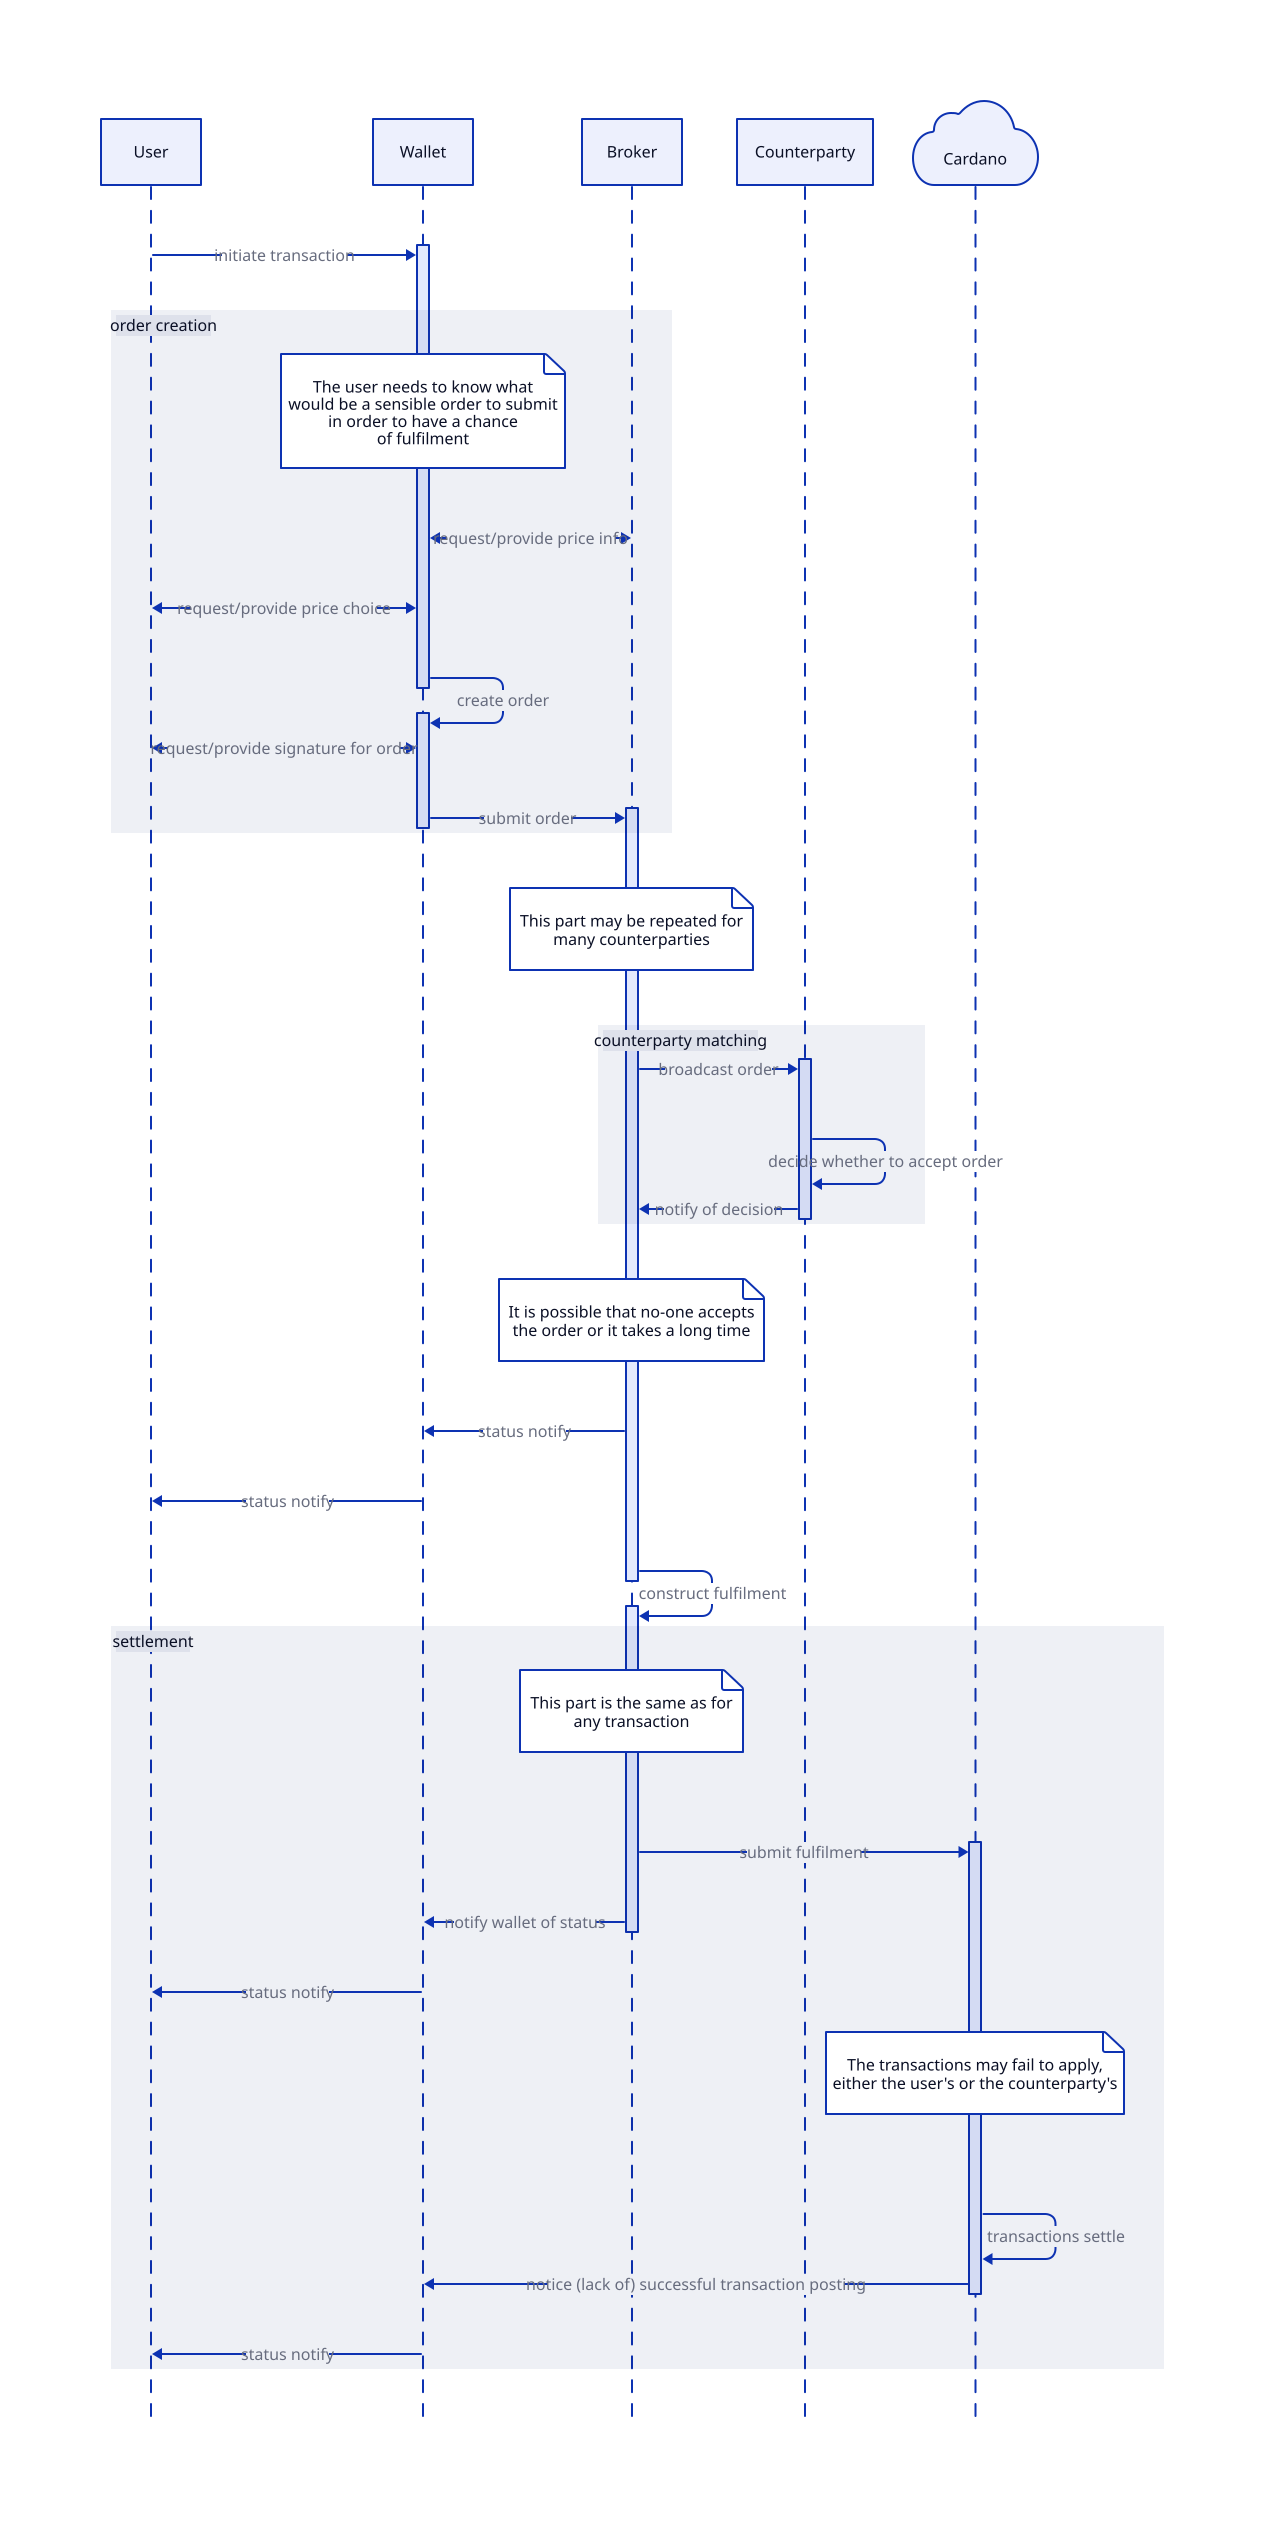 User
Wallet
Broker
Counterparty
Cardano
initiate transaction
order creation
The user needs to know what
would be a sensible order to submit
in order to have a chance
of fulfilment
request/provide price info
request/provide price choice
create order
request/provide signature for order
submit order
This part may be repeated for
many counterparties
counterparty matching
broadcast order
decide whether to accept order
notify of decision
It is possible that no-one accepts
the order or it takes a long time
status notify
status notify
construct fulfilment
settlement
This part is the same as for
any transaction
submit fulfilment
notify wallet of status
status notify
The transactions may fail to apply,
either the user's or the counterparty's
transactions settle
notice (lack of) successful transaction posting
status notify